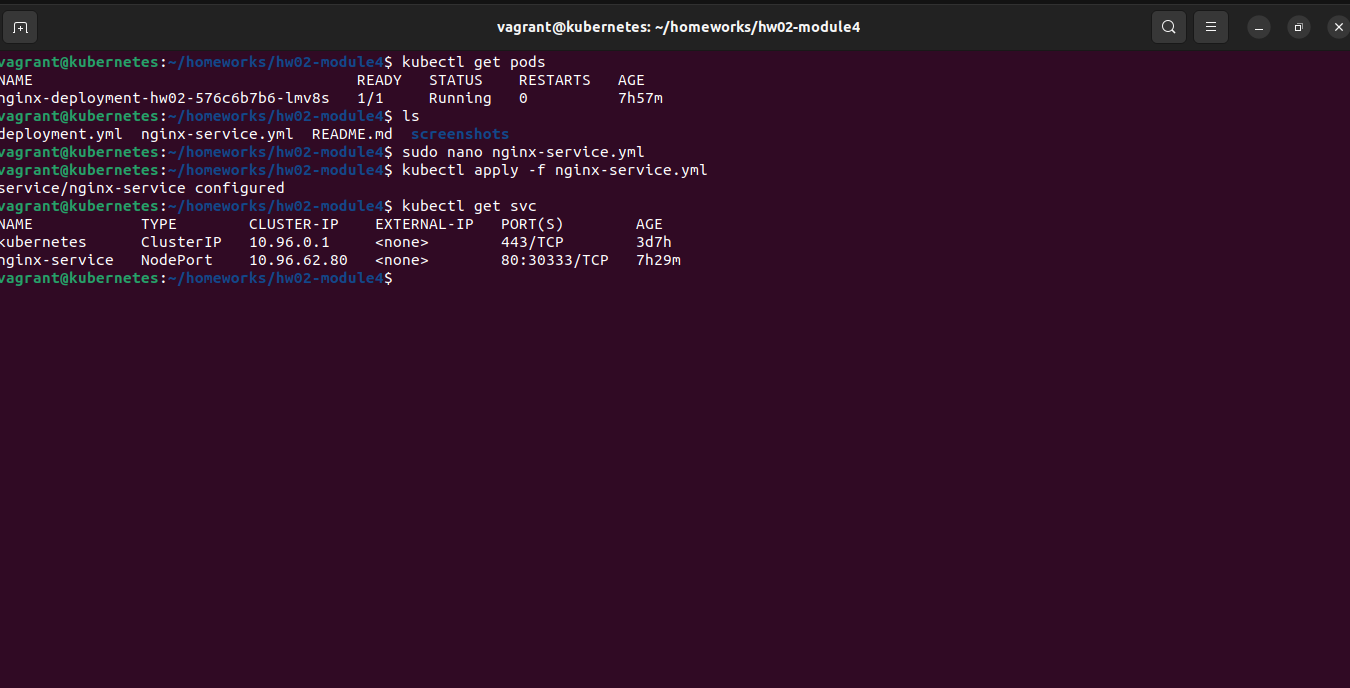 vagrant@kubernetes: ~/homeworks/hw02-module4
vagrant@kubernetes:~/homeworks/hw02-module4$ kubectl get pods
NAME READY STATUS RESTARTS AGE
nginx-deployment-hw02-576c6b7b6-lmv8s 1/1 Running 0 7h57m
vagrant@kubernetes:~/homeworks/hw02-module4$ ls
deployment.yml nginx-service.yml README.md screenshots
vagrant@kubernetes:~/homeworks/hw02-module4$ sudo nano nginx-service.yml
vagrant@kubernetes:~/homeworks/hw02-module4$ kubectl apply -f nginx-service.yml
service/nginx-service configured
vagrant@kubernetes:~/homeworks/hw02-module4$ kubectl get svc
NAME TYPE CLUSTER-IP EXTERNAL-IP PORT(S) AGE
kubernetes ClusterIP 10.96.0.1 <none> 443/TCP 3d7h
nginx-service NodePort 10.96.62.80 <none> 80:30333/TCP 7h29m
vagrant@kubernetes:~/homeworks/hw02-module4$